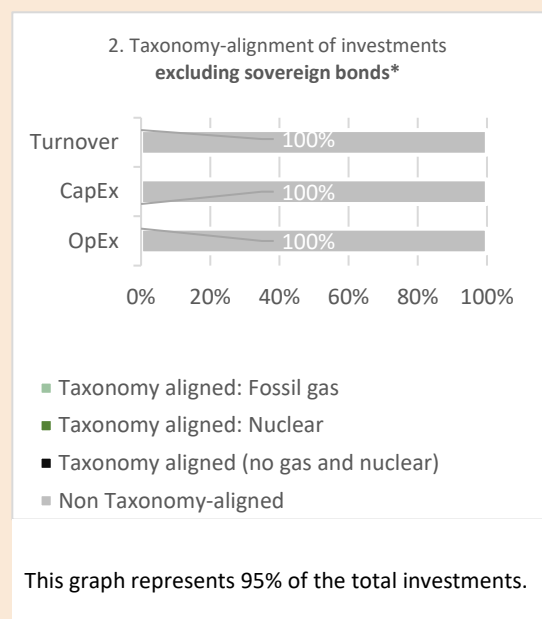 2. Taxonomy-alignment of investments
excluding sovereign bonds*
Turnover 100%
CapEx 100%
OpEx 100%
0% 20% 40% 60% 80% 100%
Taxonomy aligned: Fossil gas
Taxonomy aligned: Nuclear
Taxonomy aligned (no gas and nuclear)
Non Taxonomy-aligned
This graph represents 95% of the total investments.